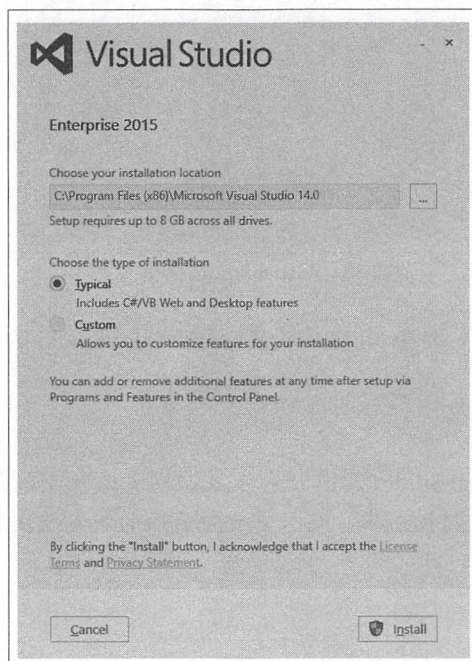 Visual Studio
Enterprise 2015
Choose your installation location
C:\Program Files (x86)\Microsoft Visual Studio 14.0
...
Setup requires up to 8 GB across all drives.
Choose the type of installation
Typical
Includes C#/VB Web and Desktop features
Custom
Allows you to customize features for your installation
You can add or remove additional features at any time after setup via
Programs and Features in the Control Panel.
By clicking the "Install" button, I acknowledge that I accept the License
Terms and Privacy Statement.
Cancel
Install